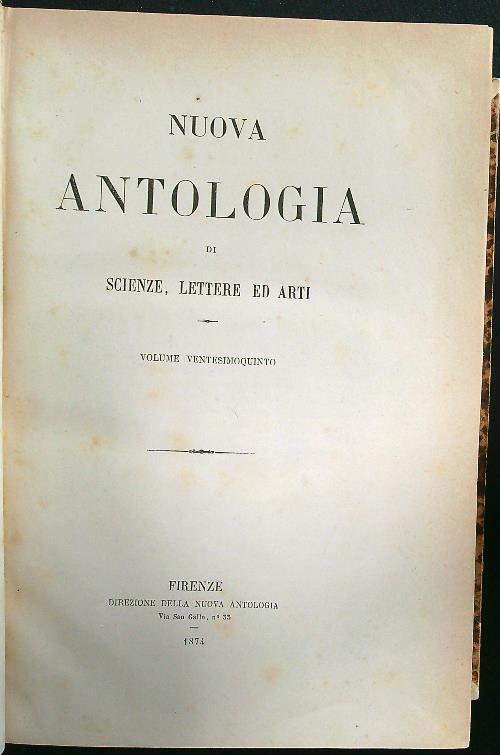 NUOVA
ANTOLOGIA
DI
SCIENZE, LETTERE ED ARTI
VOLUME VENTESIMOQUINTO
FIRENZE
DIREZIONE DELLA NUOVA ANTOLOGIA
Via San Gallo, nº 33
1874